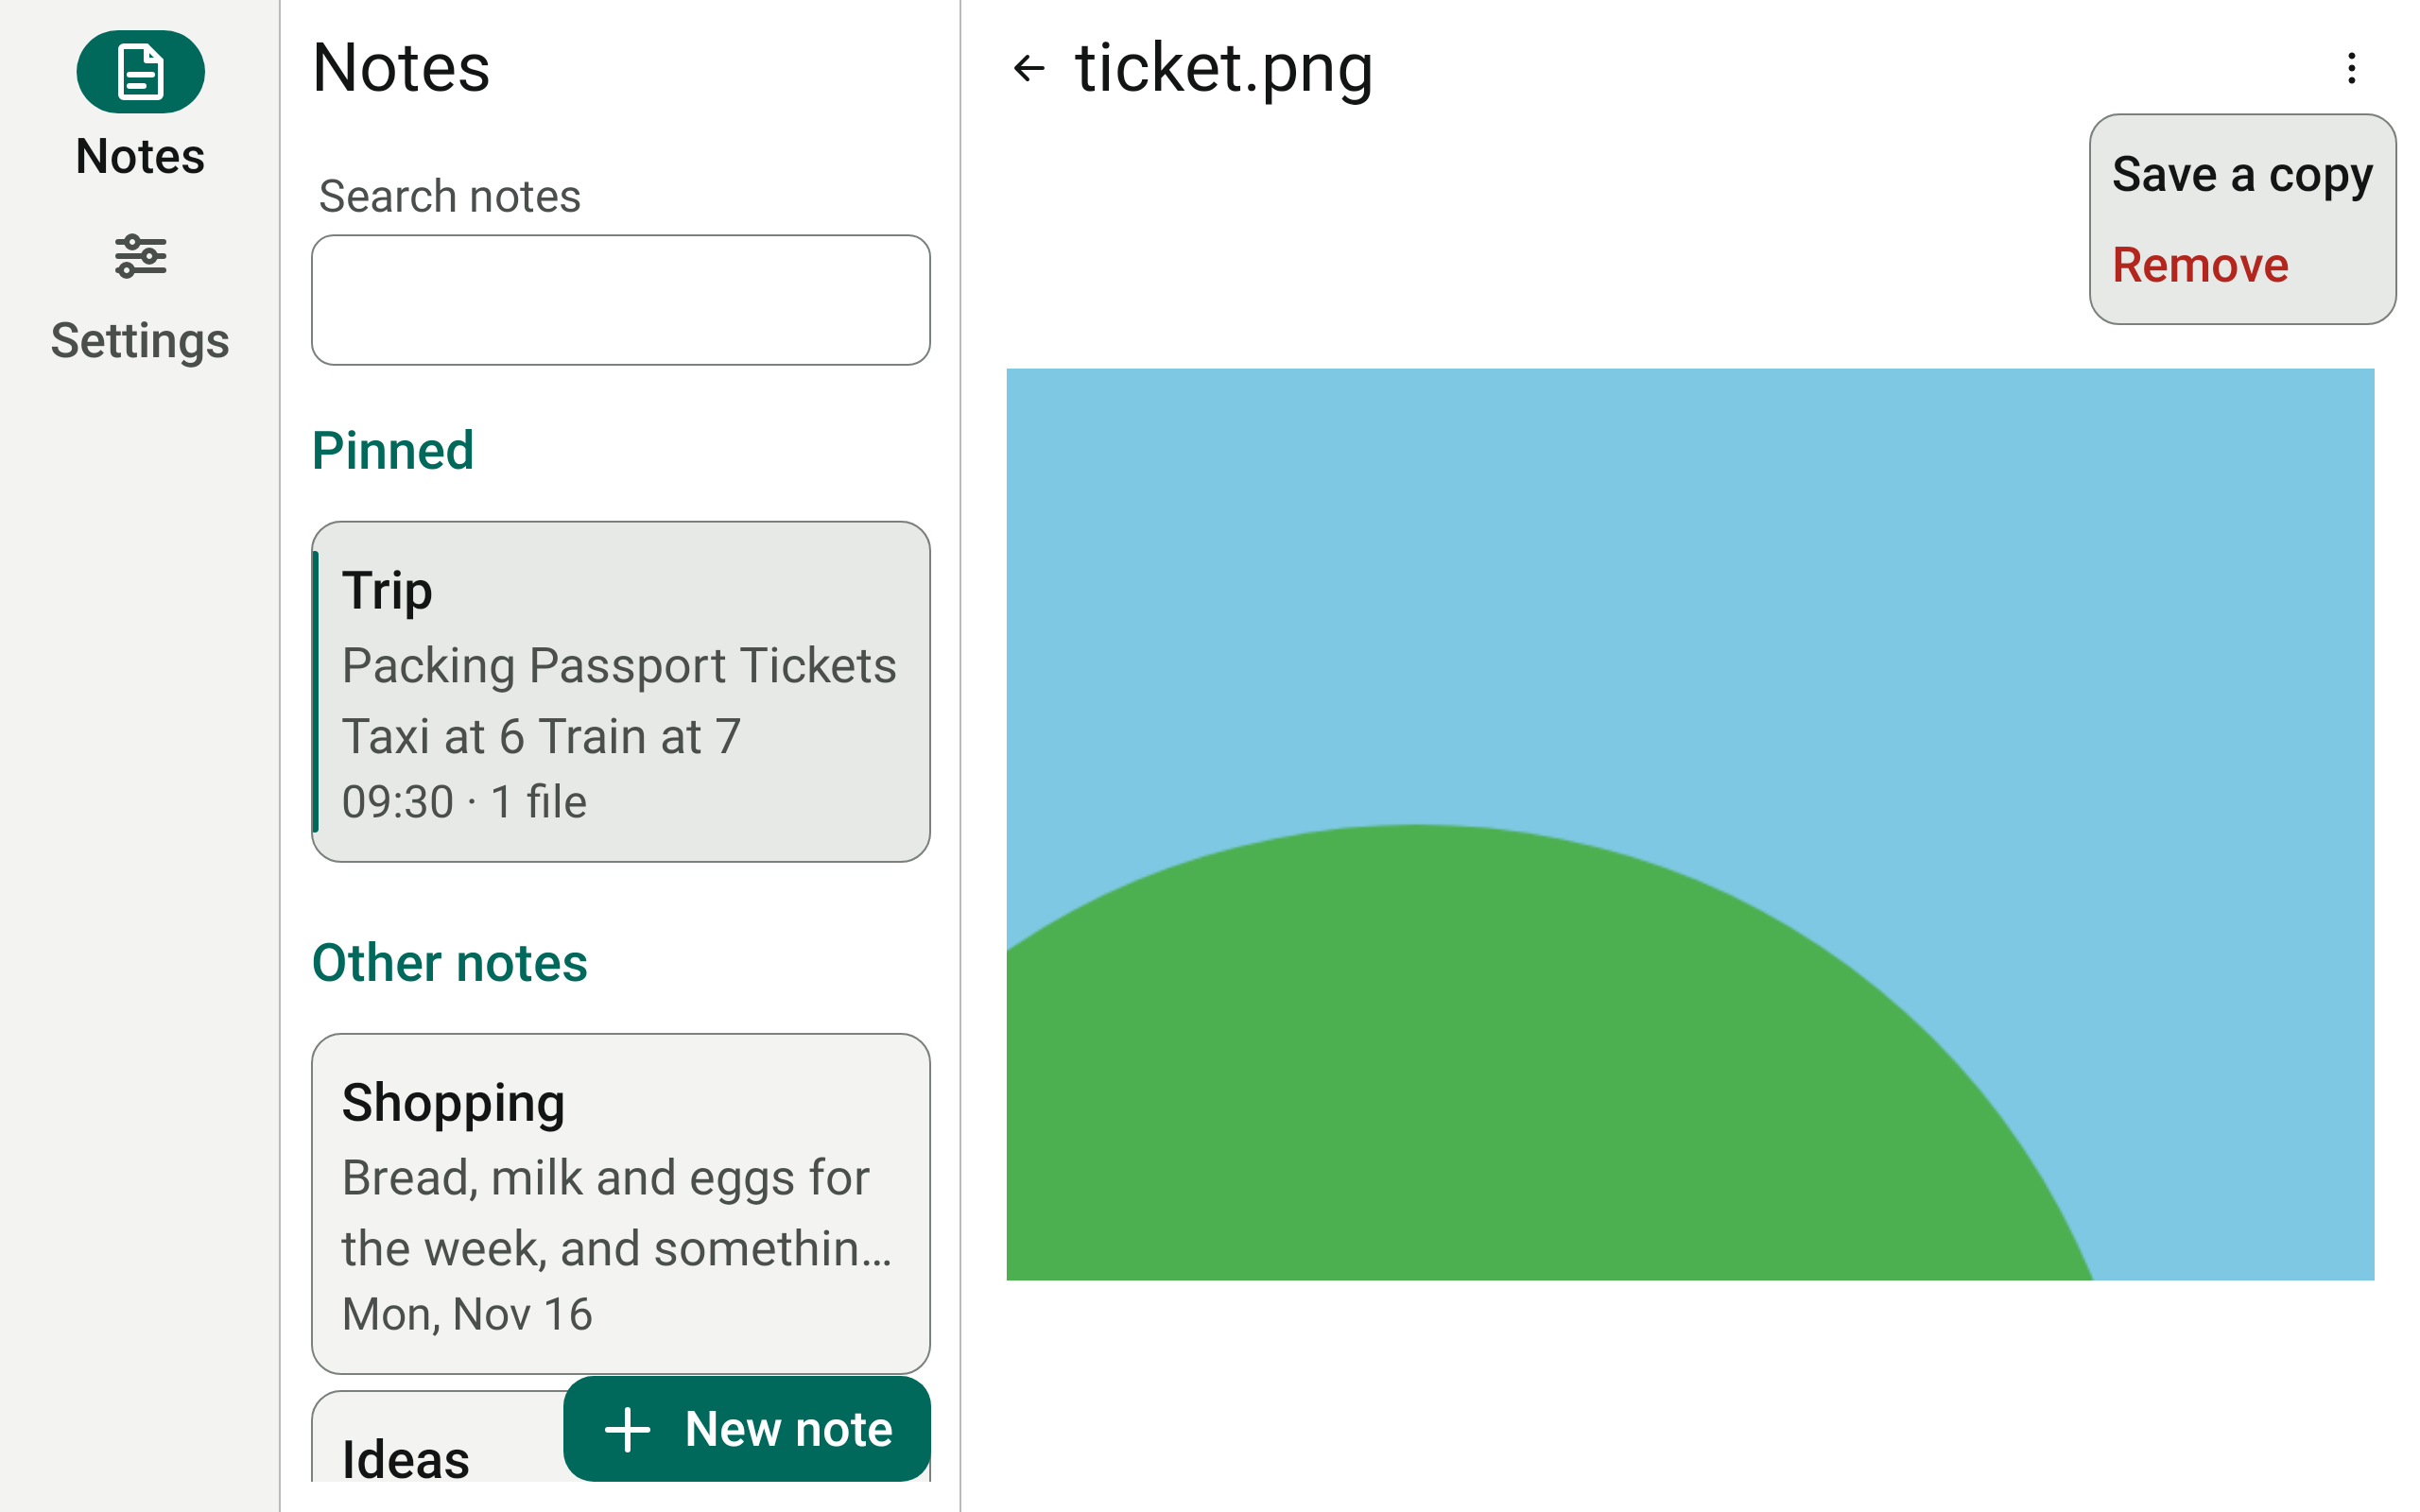 Notes
Settings
Notes
Search notes
Pinned
Trip
Packing Passport Tickets
Taxi at 6 Train at 7
09:30 · 1 file
Other notes
Shopping
Bread, milk and eggs for
the week, and somethin…
Mon, Nov 16
Ideas
New note
ticket.png
Save a copy
Remove